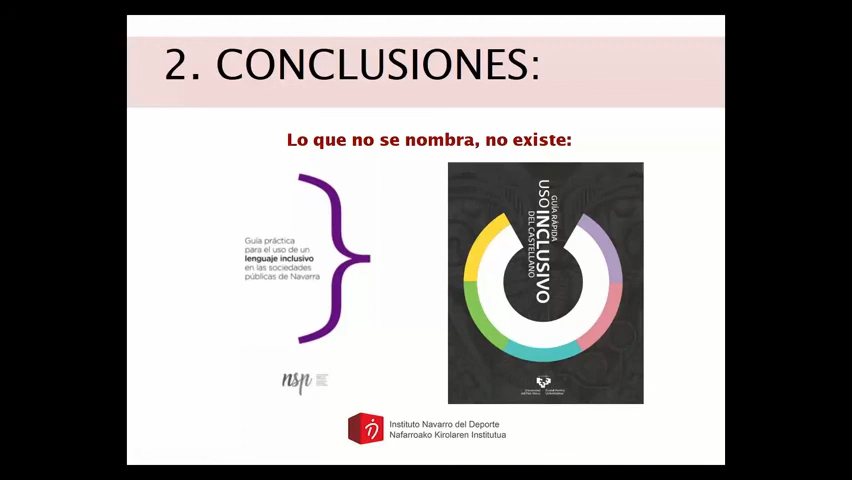 2. CONCLUSIONES:
Lo que no se nombra, no existe:
Guía práctica
para el uso de un
lenguaje inclusivo
en las sociedades
públicas de Navarra
nsp
GUÍA RÁPIDA
USO INCLUSIVO
DEL CASTELLANO
Instituto Navarro del Deporte
Nafarroako Kirolaren Institutua